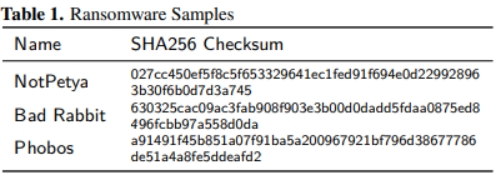 Table 1. Ransomware Samples
Name SHA256 Checksum
NotPetya 027cc450ef5f8c5f653329641ec1fed91f694e0d22992896
3b30f6b0d7d3a745
Bad Rabbit 630325cac09ac3fab908f903e3b00d0dadd5fdaa0875ed8
496fcbb97a558d0da
Phobos a91491f45b851a07f91ba5a200967921bf796d38677786
de51a4a8fe5ddeafd2